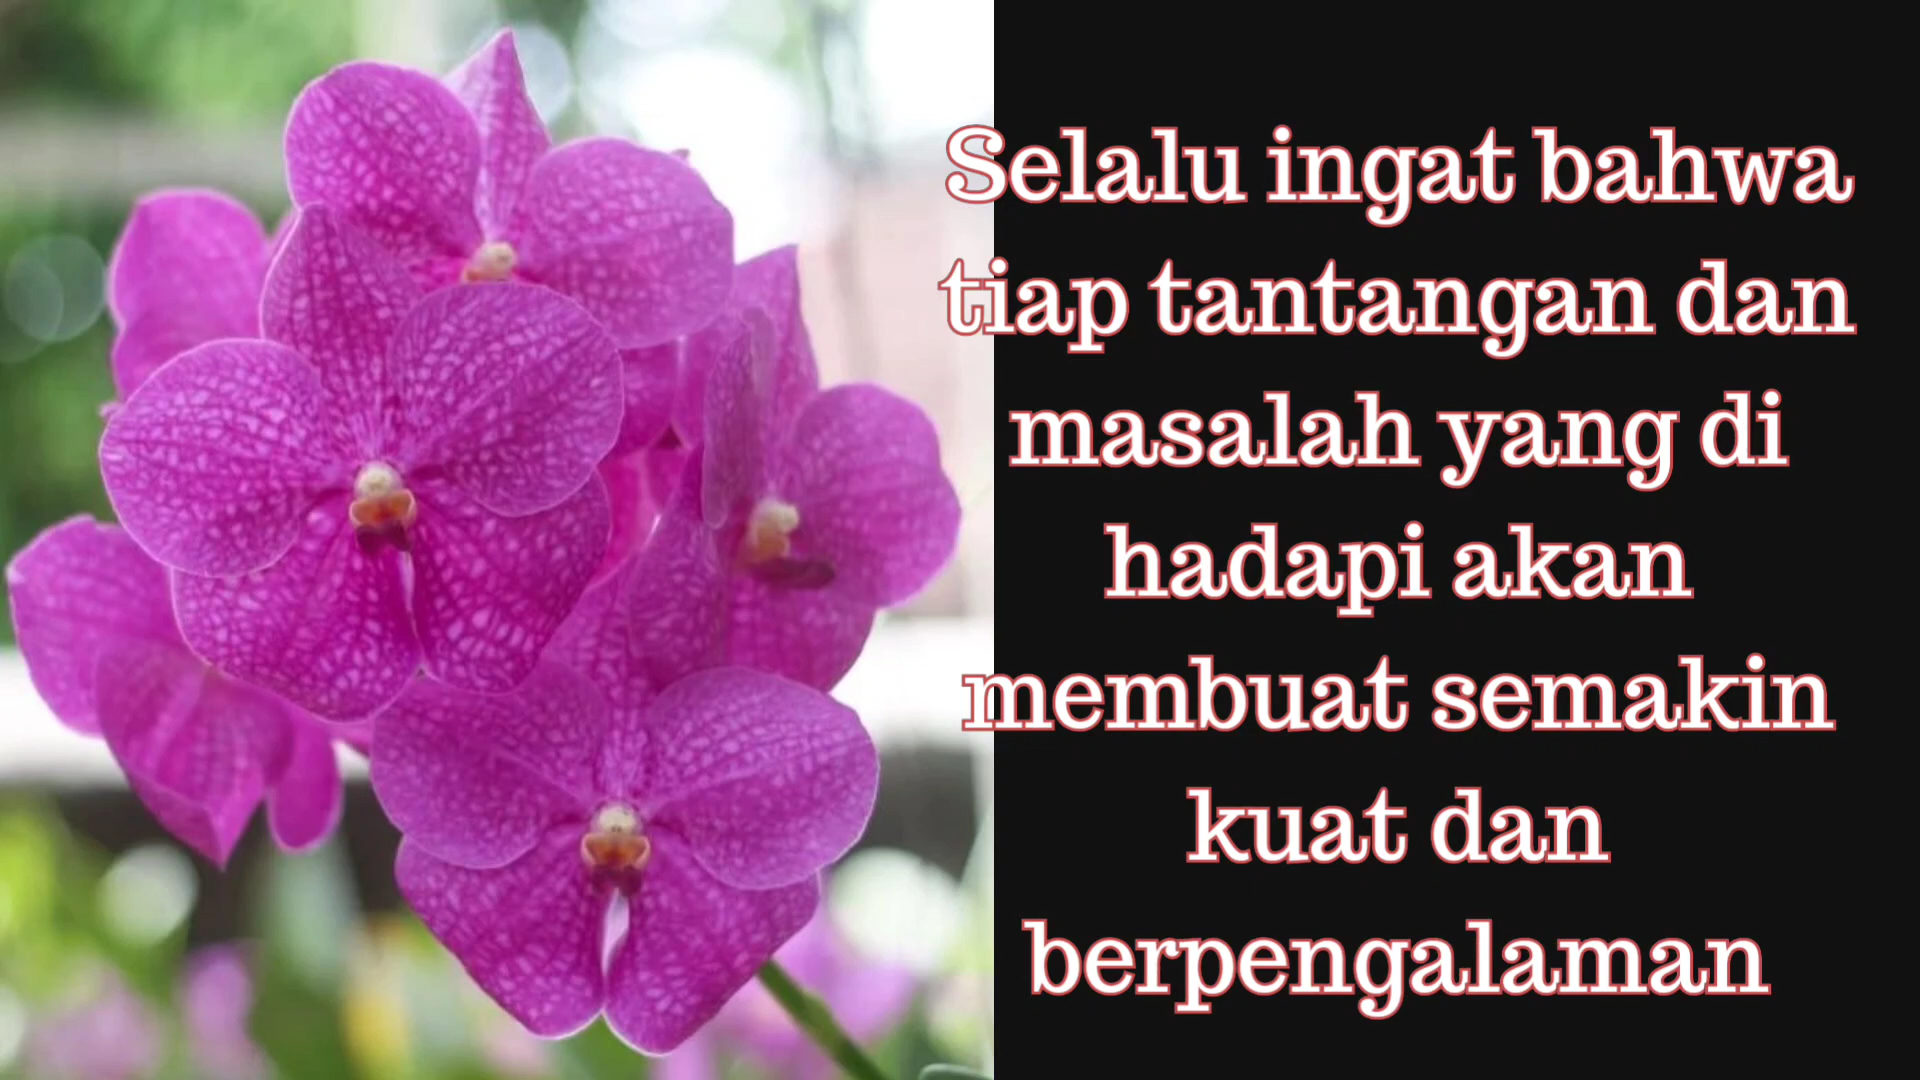 Selalu ingat bahwa
tiap tantangan dan
masalah yang di
hadapi akan
membuat semakin
kuat dan
berpengalaman